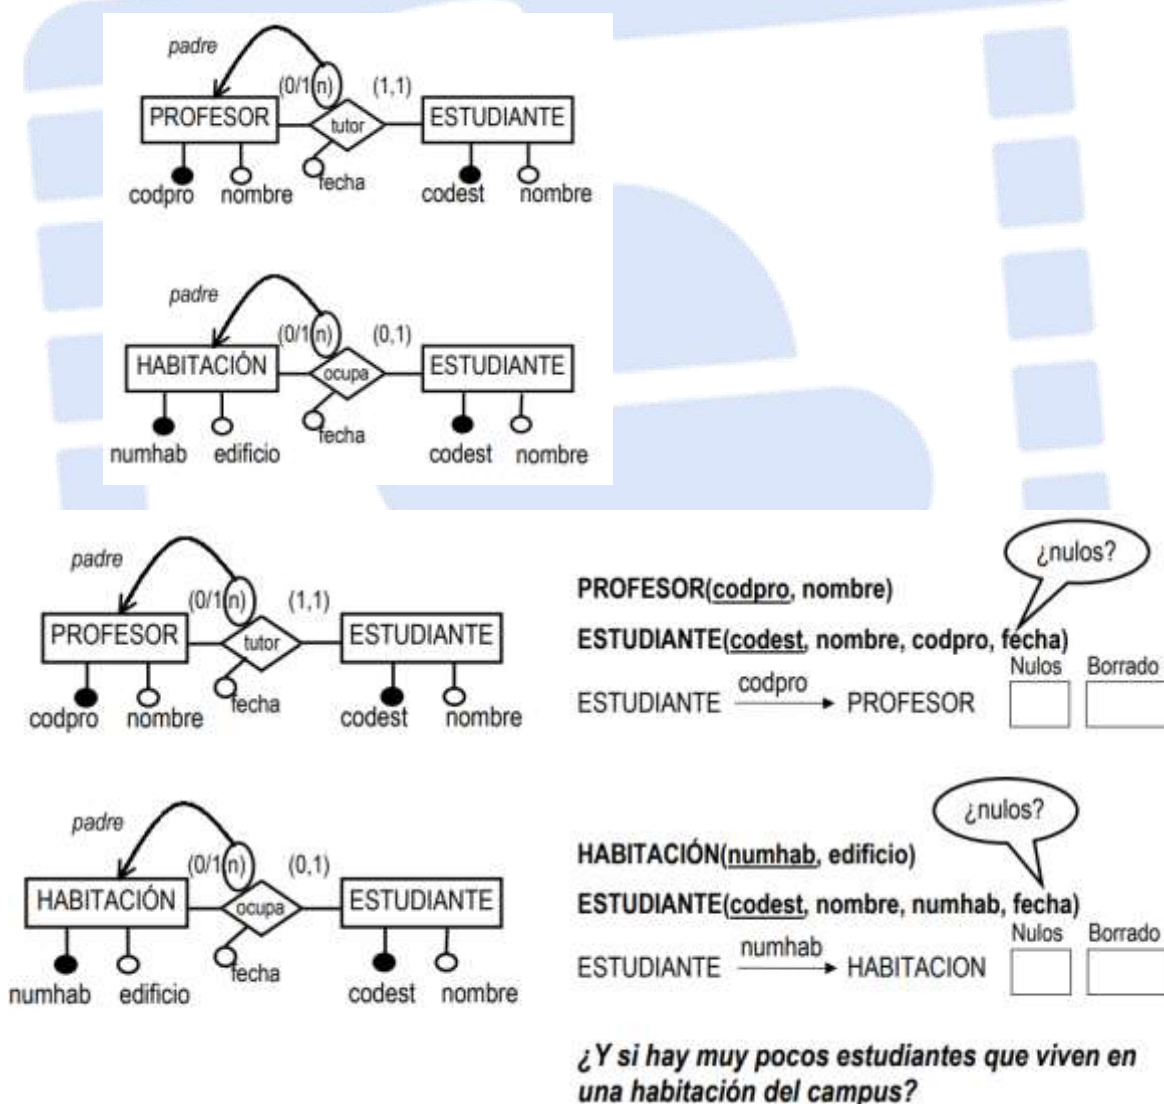 padre
(0/1(n)
(1,1)
PROFESOR
tutor
ESTUDIANTE
fecha
codpro
nombre
codest
nombre
padre
(0/1(n)
(0,1)
HABITACIÓN
ocupa
ESTUDIANTE
fecha
numhab
edificio
codest
nombre
padre
(0/1(n)
(1,1)
PROFESOR
tutor
ESTUDIANTE
fecha
codpro
nombre
codest
nombre
¿nulos?
PROFESOR(codpro, nombre)
ESTUDIANTE(codest, nombre, codpro, fecha)
Nulos
Borrado
ESTUDIANTE
codpro
PROFESOR
padre
(0/1(n)
(0,1)
HABITACIÓN
ocupa
ESTUDIANTE
fecha
numhab
edificio
codest
nombre
¿nulos?
HABITACIÓN(numhab, edificio)
ESTUDIANTE(codest, nombre, numhab, fecha)
Nulos
Borrado
ESTUDIANTE
numhab
HABITACION
¿Y si hay muy pocos estudiantes que viven en
una habitación del campus?